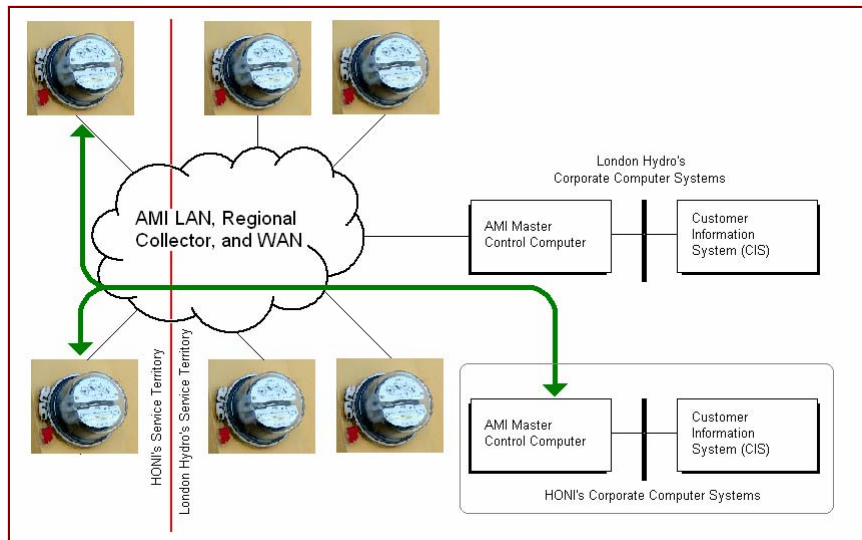 London Hydro's
Corporate Computer Systems
AMI LAN, Regional
Collector, and WAN
AMI Master
Control Computer
Customer
Information
System (CIS)
HONI's Service Territory
London Hydro's Service Territory
AMI Master
Control Computer
Customer
Information
System (CIS)
HONI's Corporate Computer Systems